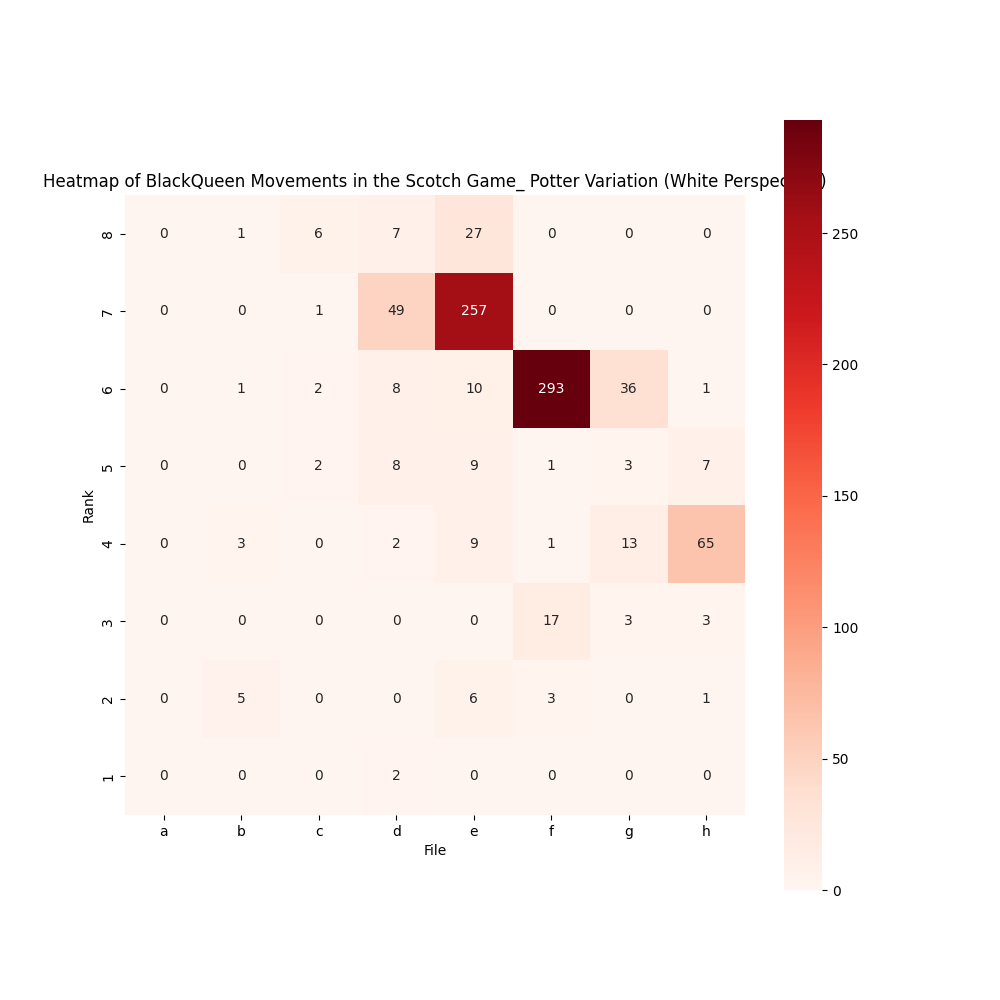 Heatmap of BlackQueen Movements in the Scotch Game_ Potter Variation (White Perspec )
8 0 1 6 7 27 0 0 0
250
7 0 0 1 49 257 0 0 0
200
6 0 1 2 8 10 293 36 1
5 0 0 2 8 9 1 3 7
150
Rank
4 0 3 0 2 9 1 13 65
100
3 0 0 0 0 0 17 3 3
2 0 5 0 0 6 3 0 1
50
1 0 0 0 2 0 0 0 0
a b c d e f g h
File
0